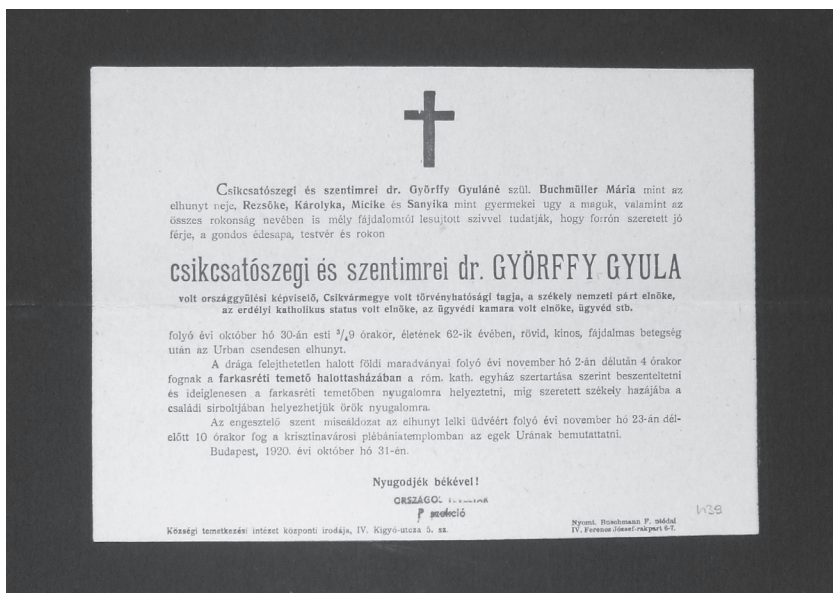 Csikcsatószegi és szentimrei dr. Györffy Gyuláné szül. Buchmüller Mária mint az
elhunyt neje, Rezsőke, Károlyka, Micike és Sanyika mint gyermekei ugy a maguk, valamint az
összes rokonság nevében is mély fájdalomtól lesujtott szivvel tudatják, hogy forrón szeretett jó
férje, a gondos édesapa, testvér és rokon
csikcsatószegi és szentimrei dr. GYÖRFFY GYULA
volt országgyülési képviselő, Csikvármegye volt törvényhatósági tagja, a székely nemzeti párt elnöke,
az erdélyi katholikus status volt elnöke, az ügyvédi kamara volt elnöke, ügyvéd stb.
folyó évi október hó 30-án esti 3/49 órakor, életének 62-ik évében, rövid, kinos, fájdalmas betegség
után az Urban csendesen elhunyt.
A drága felejthetetlen halott földi maradványai folyó évi november hó 2-án délután 4 órakor
fognak a farkasréti temető halottasházában a róm. kath. egyház szertartása szerint beszenteltetni
és ideiglenesen a farkasréti temetőben nyugalomra helyeztetni, mig szeretett székely hazájába a
családi sirboltjában helyezhetjük örök nyugalomra.
Az engesztelő szent miseáldozat az elhunyt lelki üdvéért folyó évi november hó 23-án dél-
előtt 10 órakor fog a krisztinavárosi plébániatemplomban az egek Urának bemutattatni.
Budapest, 1920. évi október hó 31-én.
Nyugodjék békével!
P szekció
Községi temetkezési intézet központi irodája, IV. Kigyó-utcza 5. sz.
Nyomt. Buschmann F. utódai
IV. Ferencz József-rakpart 6-7.